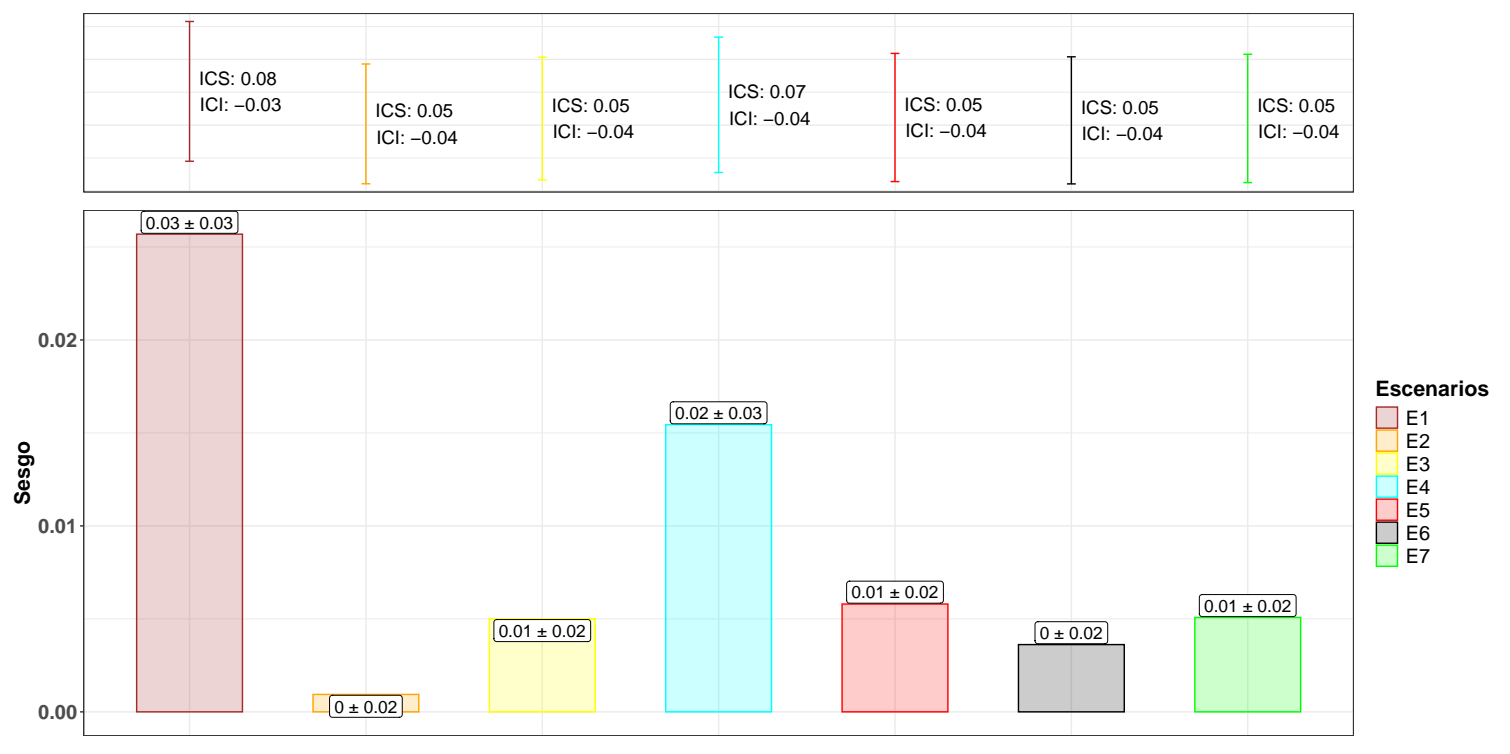 ICS: 0.08
ICI: −0.03
ICS: 0.05
ICI: −0.04
ICS: 0.05
ICI: −0.04
ICS: 0.07
ICI: −0.04
ICS: 0.05
ICI: −0.04
ICS: 0.05
ICI: −0.04
ICS: 0.05
ICI: −0.04
Sesgo
0.02
0.01
0.00
0.03 ± 0.03
0 ± 0.02
0.01 ± 0.02
0.02 ± 0.03
0.01 ± 0.02
0 ± 0.02
0.01 ± 0.02
Escenarios
E1
E2
E3
E4
E5
E6
E7